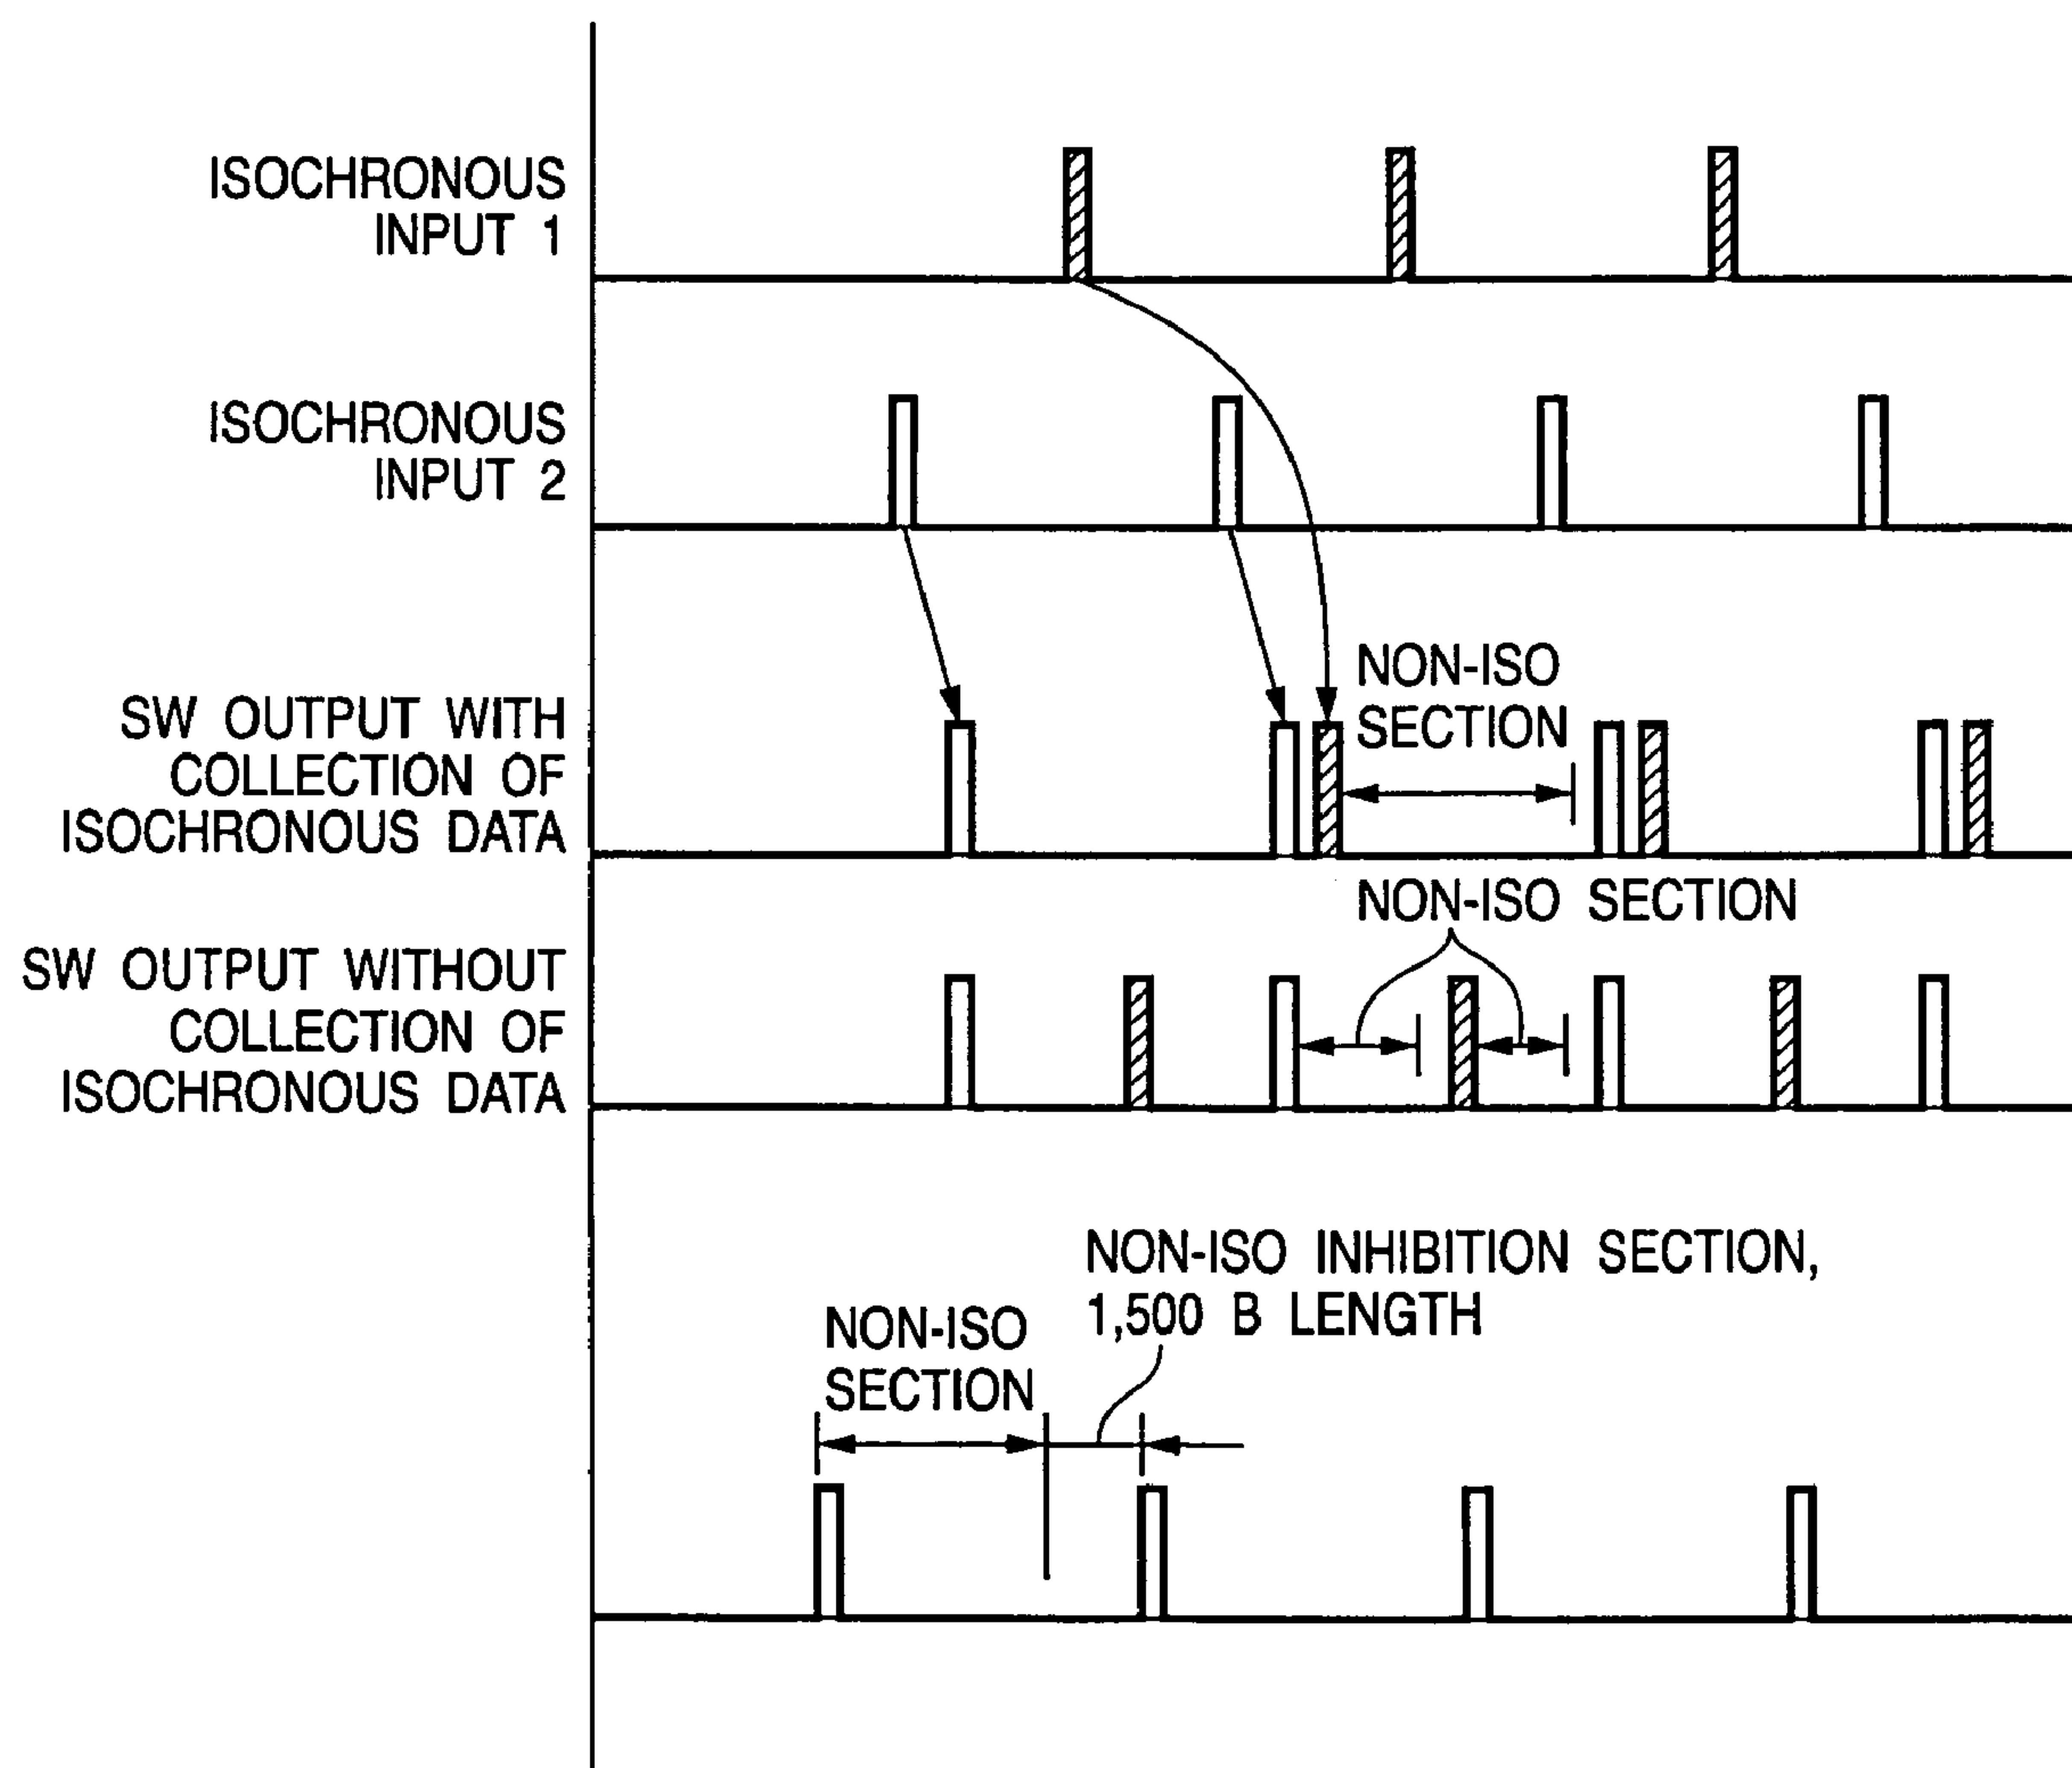 ISOCHRONOUS
INPUT 1
ISOCHRONOUS
INPUT 2
NON-ISO
SECTION
SW OUTPUT WITH
COLLECTION OF
ISOCHRONOUS DATA
NON-ISO SECTION
SW OUTPUT WITHOUT
COLLECTION OF
ISOCHRONOUS DATA
NON-ISO INHIBITION SECTION,
1,500 B LENGTH
NON-ISO
SECTION